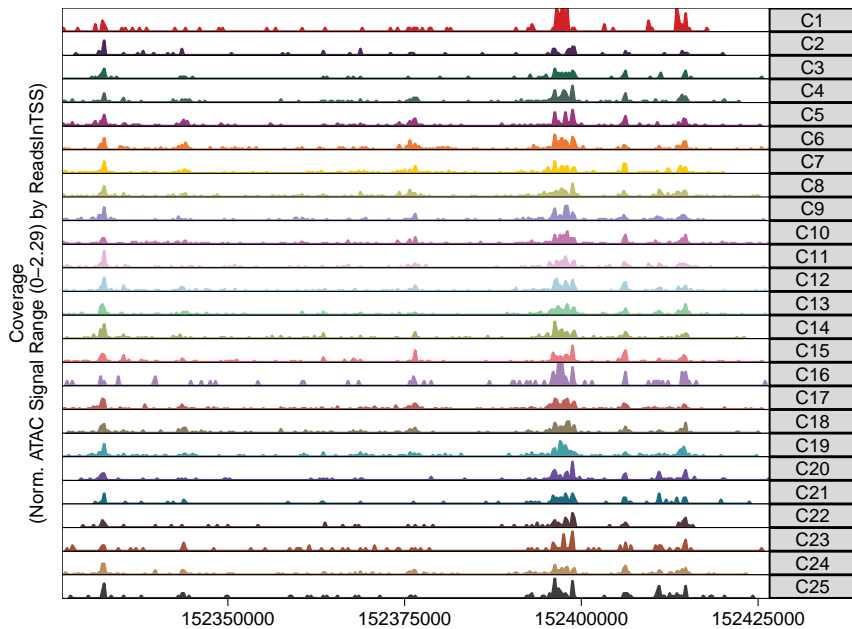 Coverage
(Norm. ATAC Signal Range (0–2.29) by ReadsInTSS)
C1
C2
C3
C4
C5
C6
C7
C8
C9
C10
C11
C12
C13
C14
C15
C16
C17
C18
C19
C20
C21
C22
C23
C24
C25
152350000 152375000 152400000 152425000